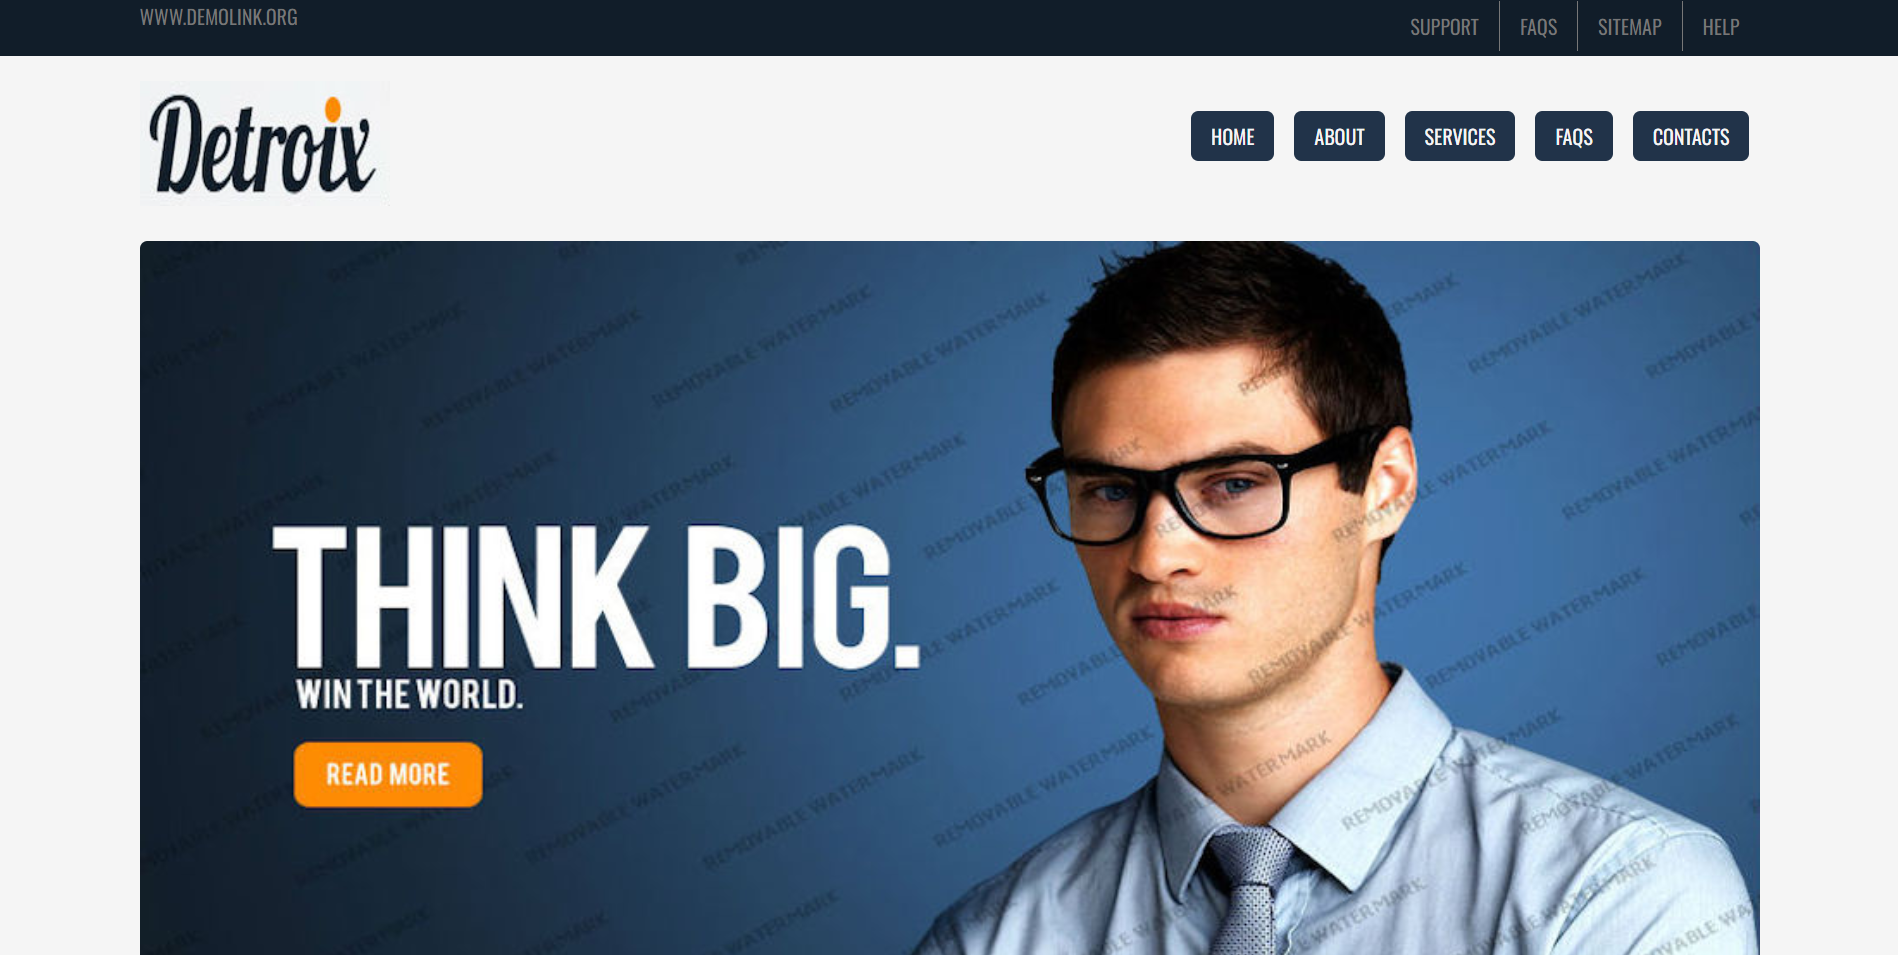 WWW.DEMOLINK.ORG
SUPPORT
FAQS
SITEMAP
HELP
Detroix
HOME
ABOUT
SERVICES
FAQS
CONTACTS
THINK BIG.
WIN THE WORLD.
READ MORE
REMOVABLE WATERMARK